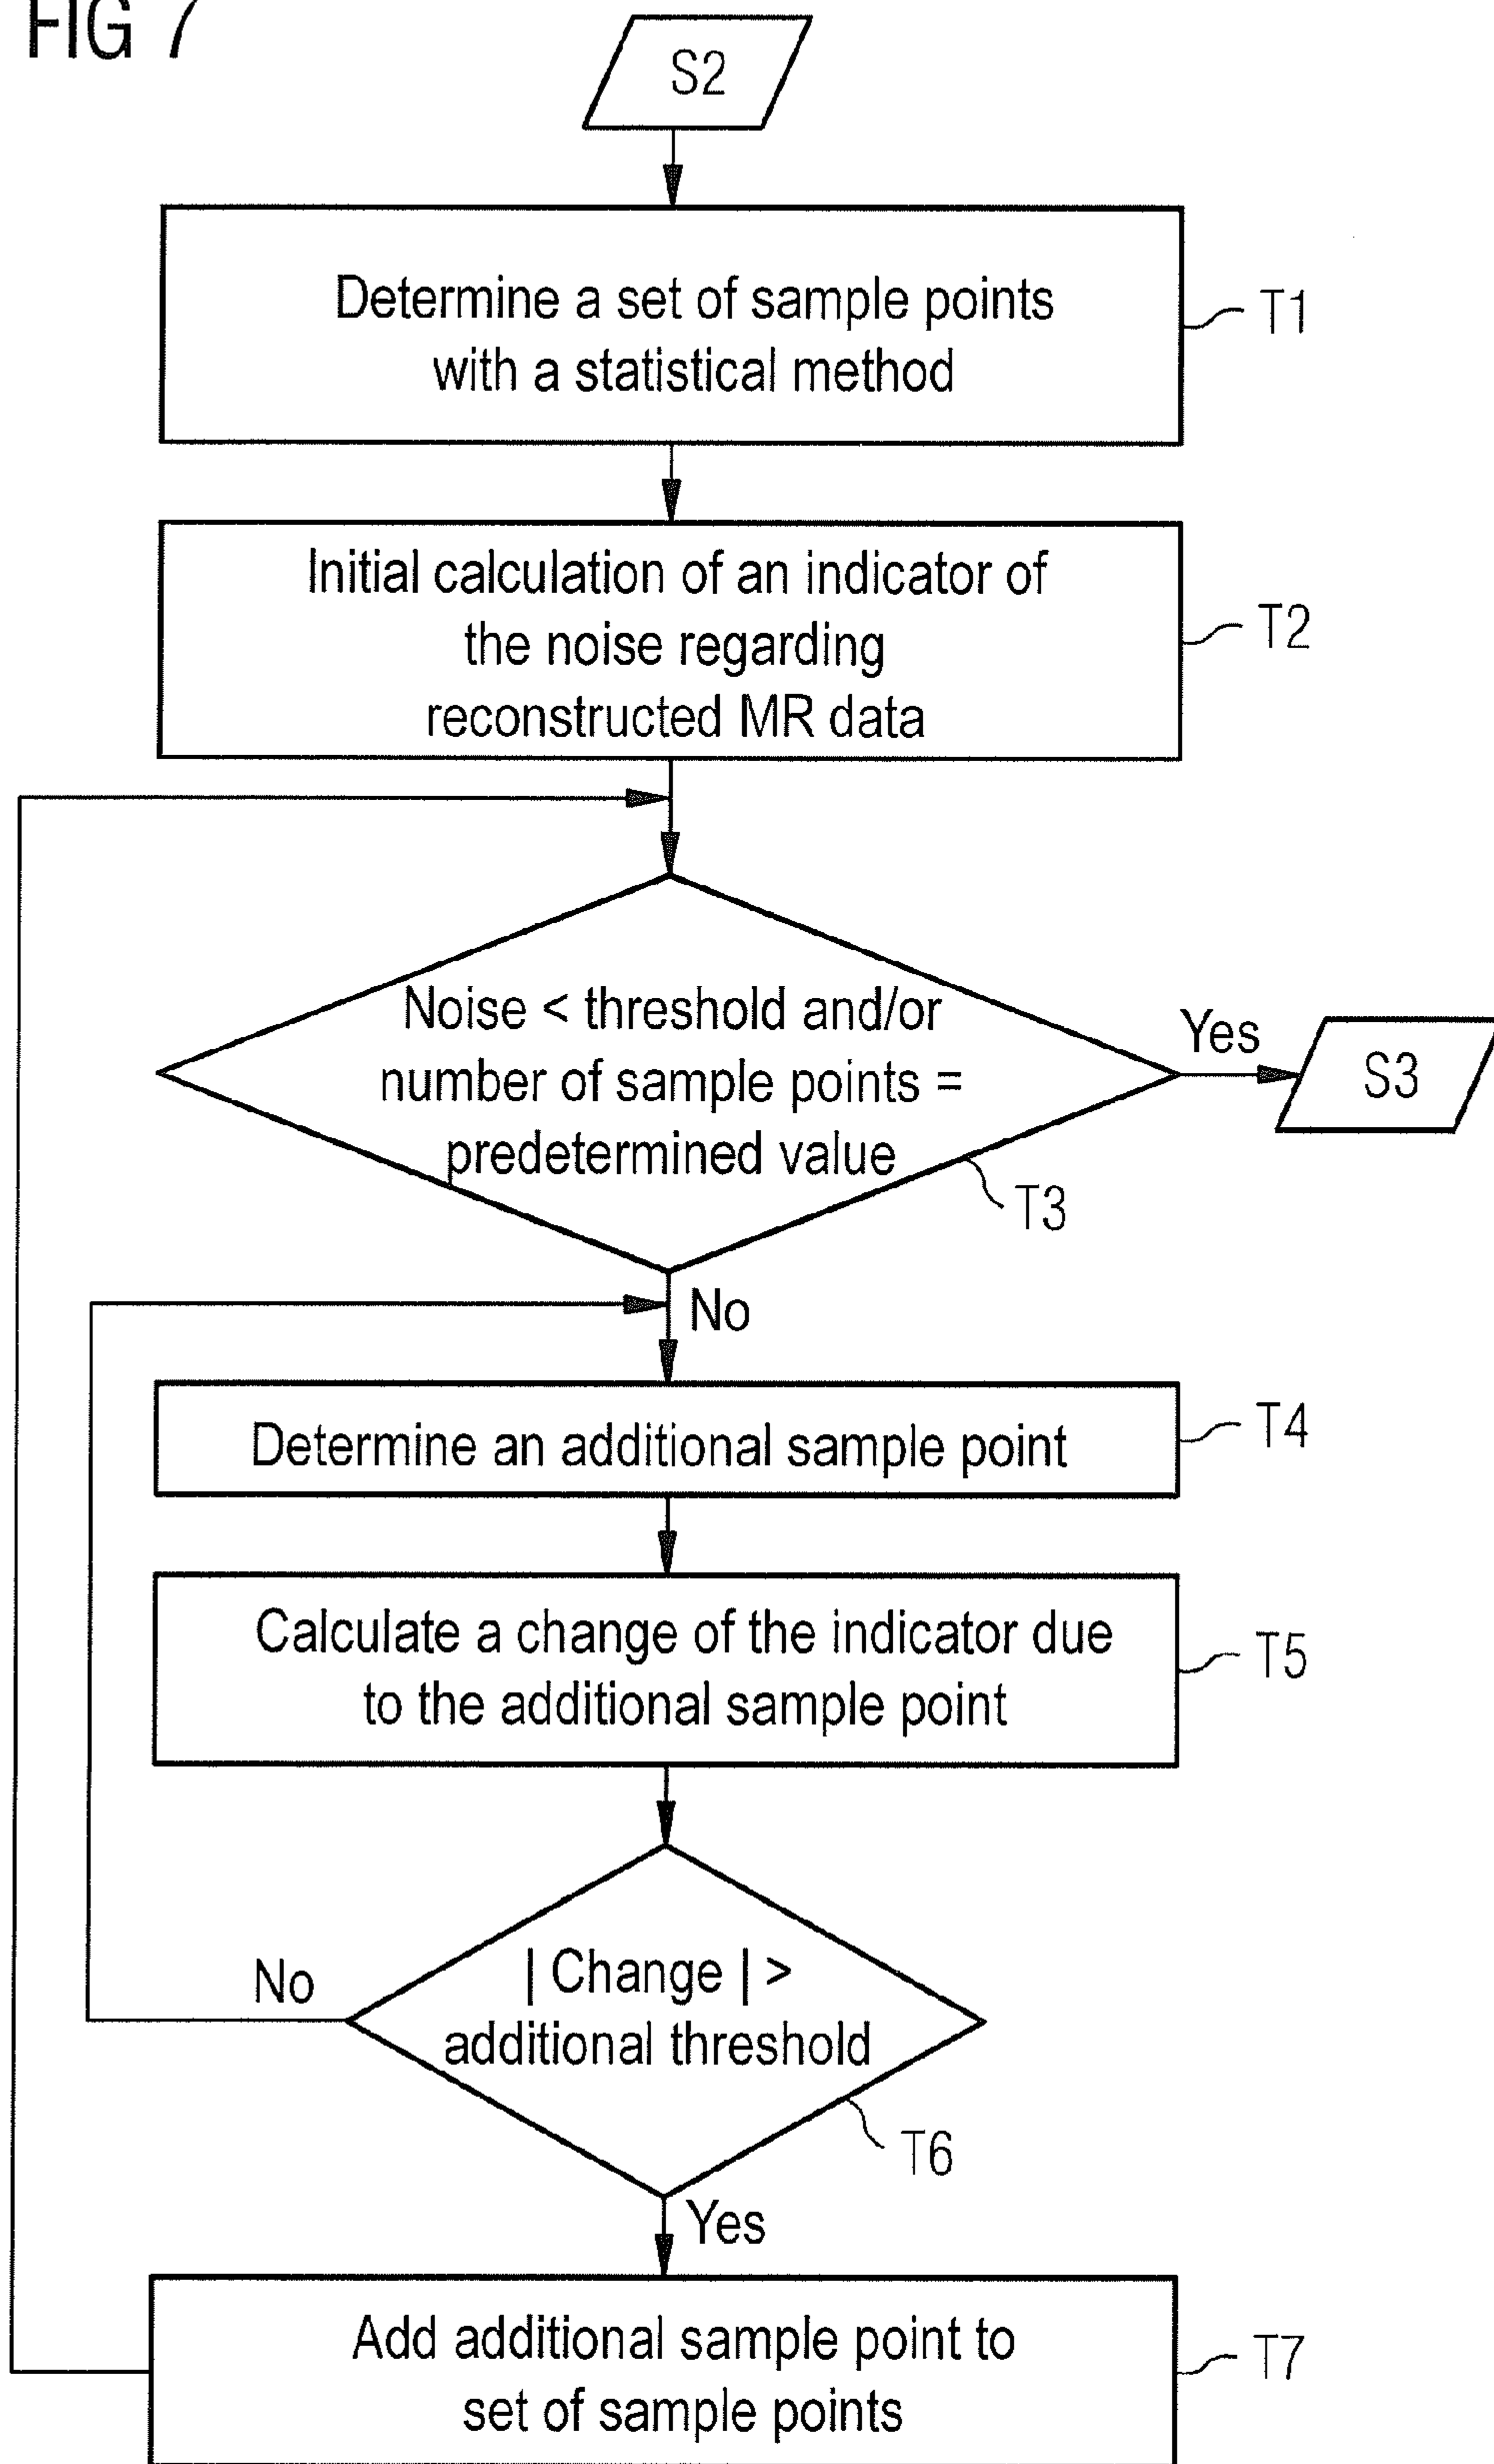 FIG 7
S2
Determine a set of sample points
with a statistical method
T1
Initial calculation of an indicator of
the noise regarding
reconstructed MR data
T2
Noise < threshold and/or
number of sample points =
predetermined value
Yes
S3
T3
No
Determine an additional sample point
T4
Calculate a change of the indicator due
to the additional sample point
T5
| Change | >
additional threshold
No
T6
Yes
Add additional sample point to
set of sample points
T7